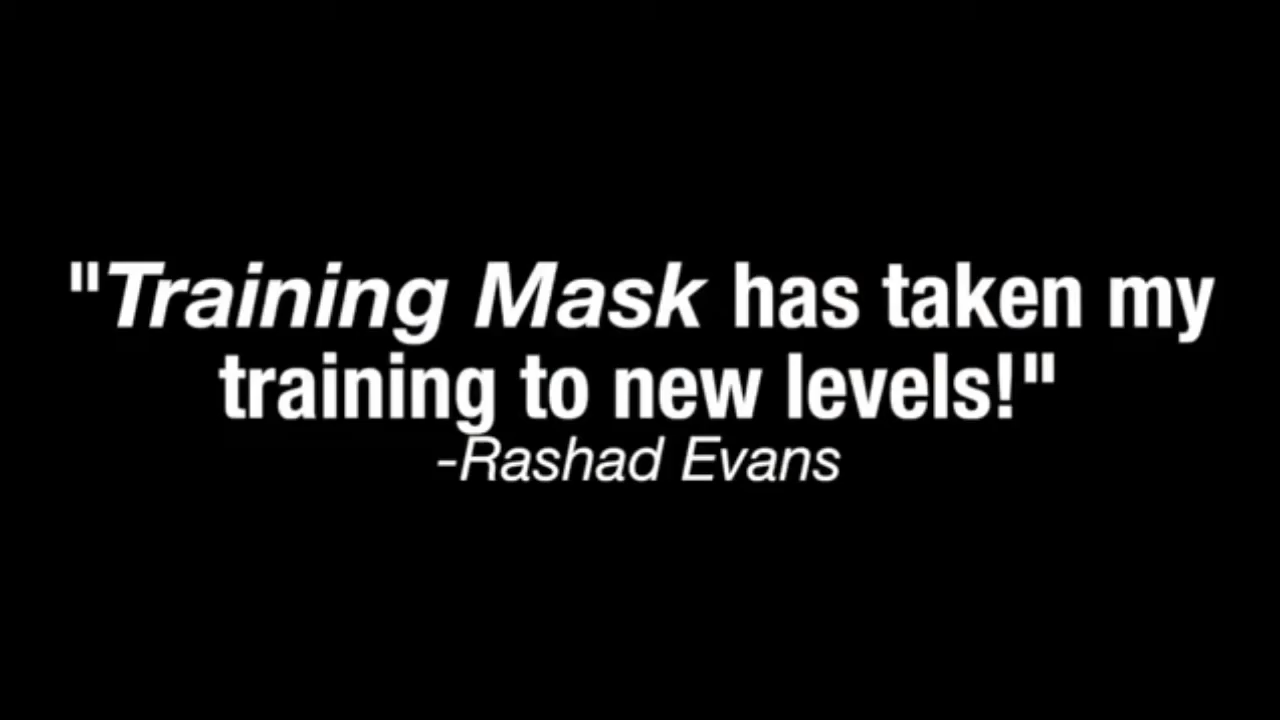 "Training Mask has taken my
training to new levels!"
-Rashad Evans